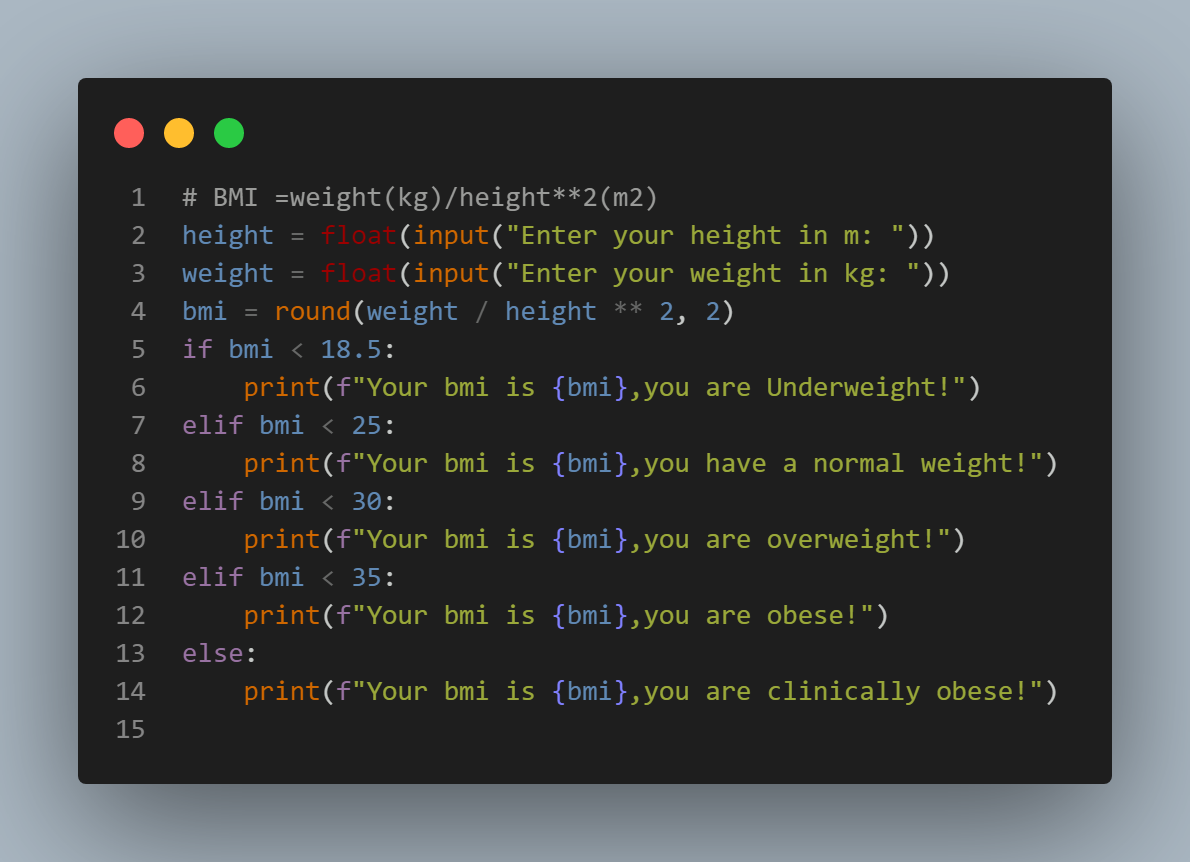 1 # BMI =weight(kg)/height**2(m2)
2 height = float(input("Enter your height in m: "))
3 weight = float(input("Enter your weight in kg: "))
4 bmi = round(weight / height ** 2, 2)
5 if bmi < 18.5:
6     print(f"Your bmi is {bmi},you are Underweight!")
7 elif bmi < 25:
8     print(f"Your bmi is {bmi},you have a normal weight!")
9 elif bmi < 30:
10     print(f"Your bmi is {bmi},you are overweight!")
11 elif bmi < 35:
12     print(f"Your bmi is {bmi},you are obese!")
13 else:
14     print(f"Your bmi is {bmi},you are clinically obese!")
15